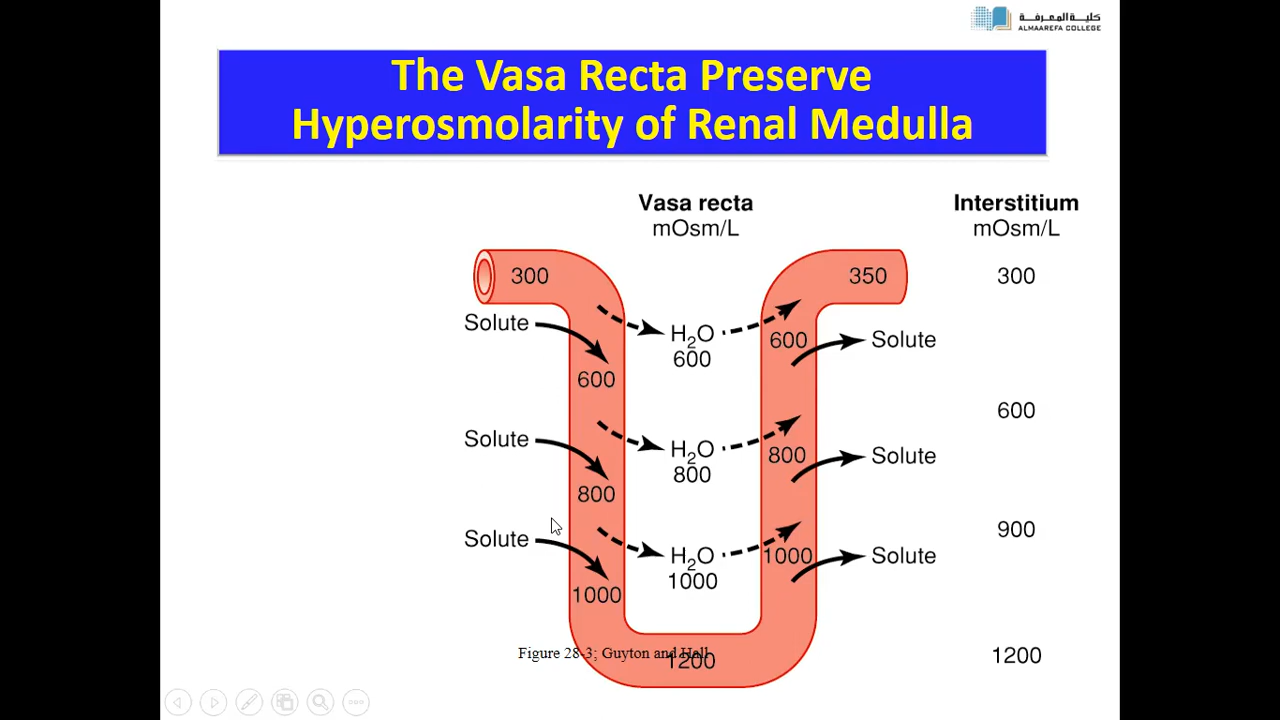 كلية المعرفة
ALMAAREFA COLLEGE
The Vasa Recta Preserve
Hyperosmolarity of Renal Medulla
Vasa recta
mOsm/L
Interstitium
mOsm/L
300
350
300
Solute
H2O
600
600
Solute
600
600
Solute
H2O
800
800
Solute
800
900
Solute
H2O
1000
1000
Solute
1000
Figure 28-3; Guyton and Hall
1200
1200